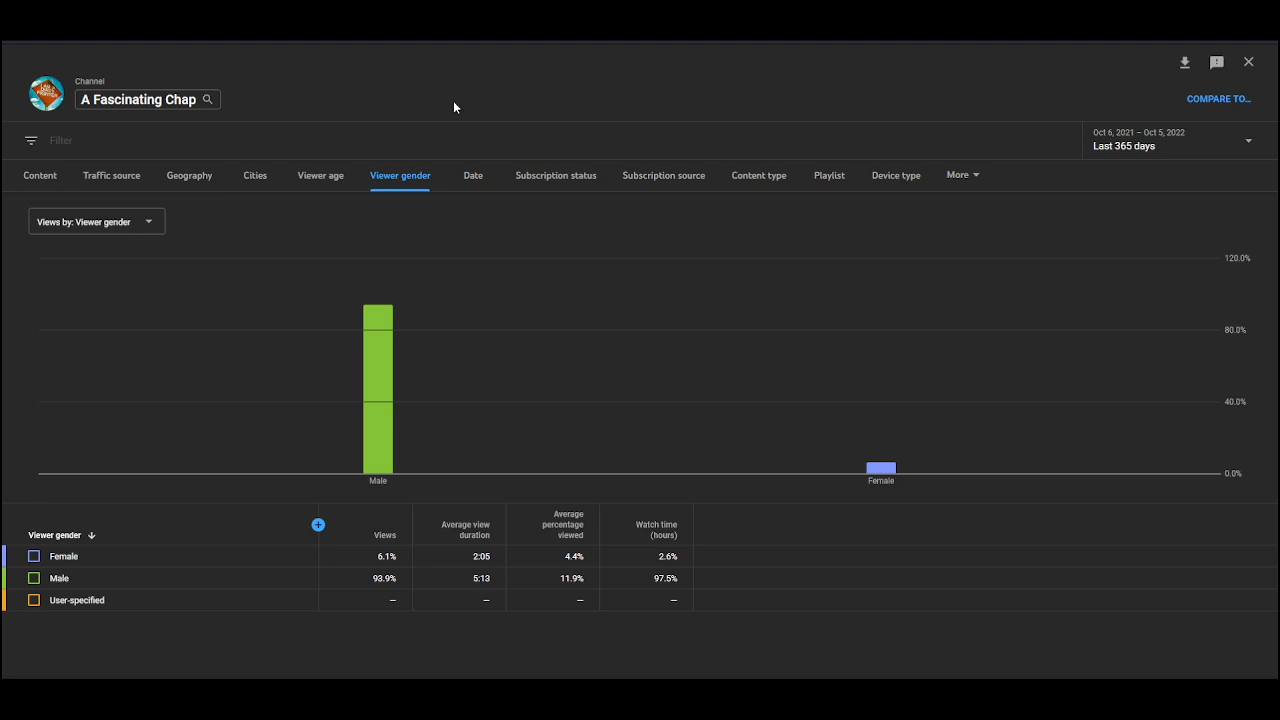 Channel
A Fascinating Chap
COMPARE TO...
Filter
Oct 6, 2021 – Oct 5, 2022
Last 365 days
Content Traffic source Geography Cities Viewer age Viewer gender Date Subscription status Subscription source Content type Playlist Device type More
Views by: Viewer gender
120.0%
80.0%
40.0%
0.0%
Male Female
Viewer gender Views Average view duration Average percentage viewed Watch time (hours)
Female 6.1% 2:05 4.4% 2.6%
Male 93.9% 5:13 11.9% 97.5%
User-specified – – – –